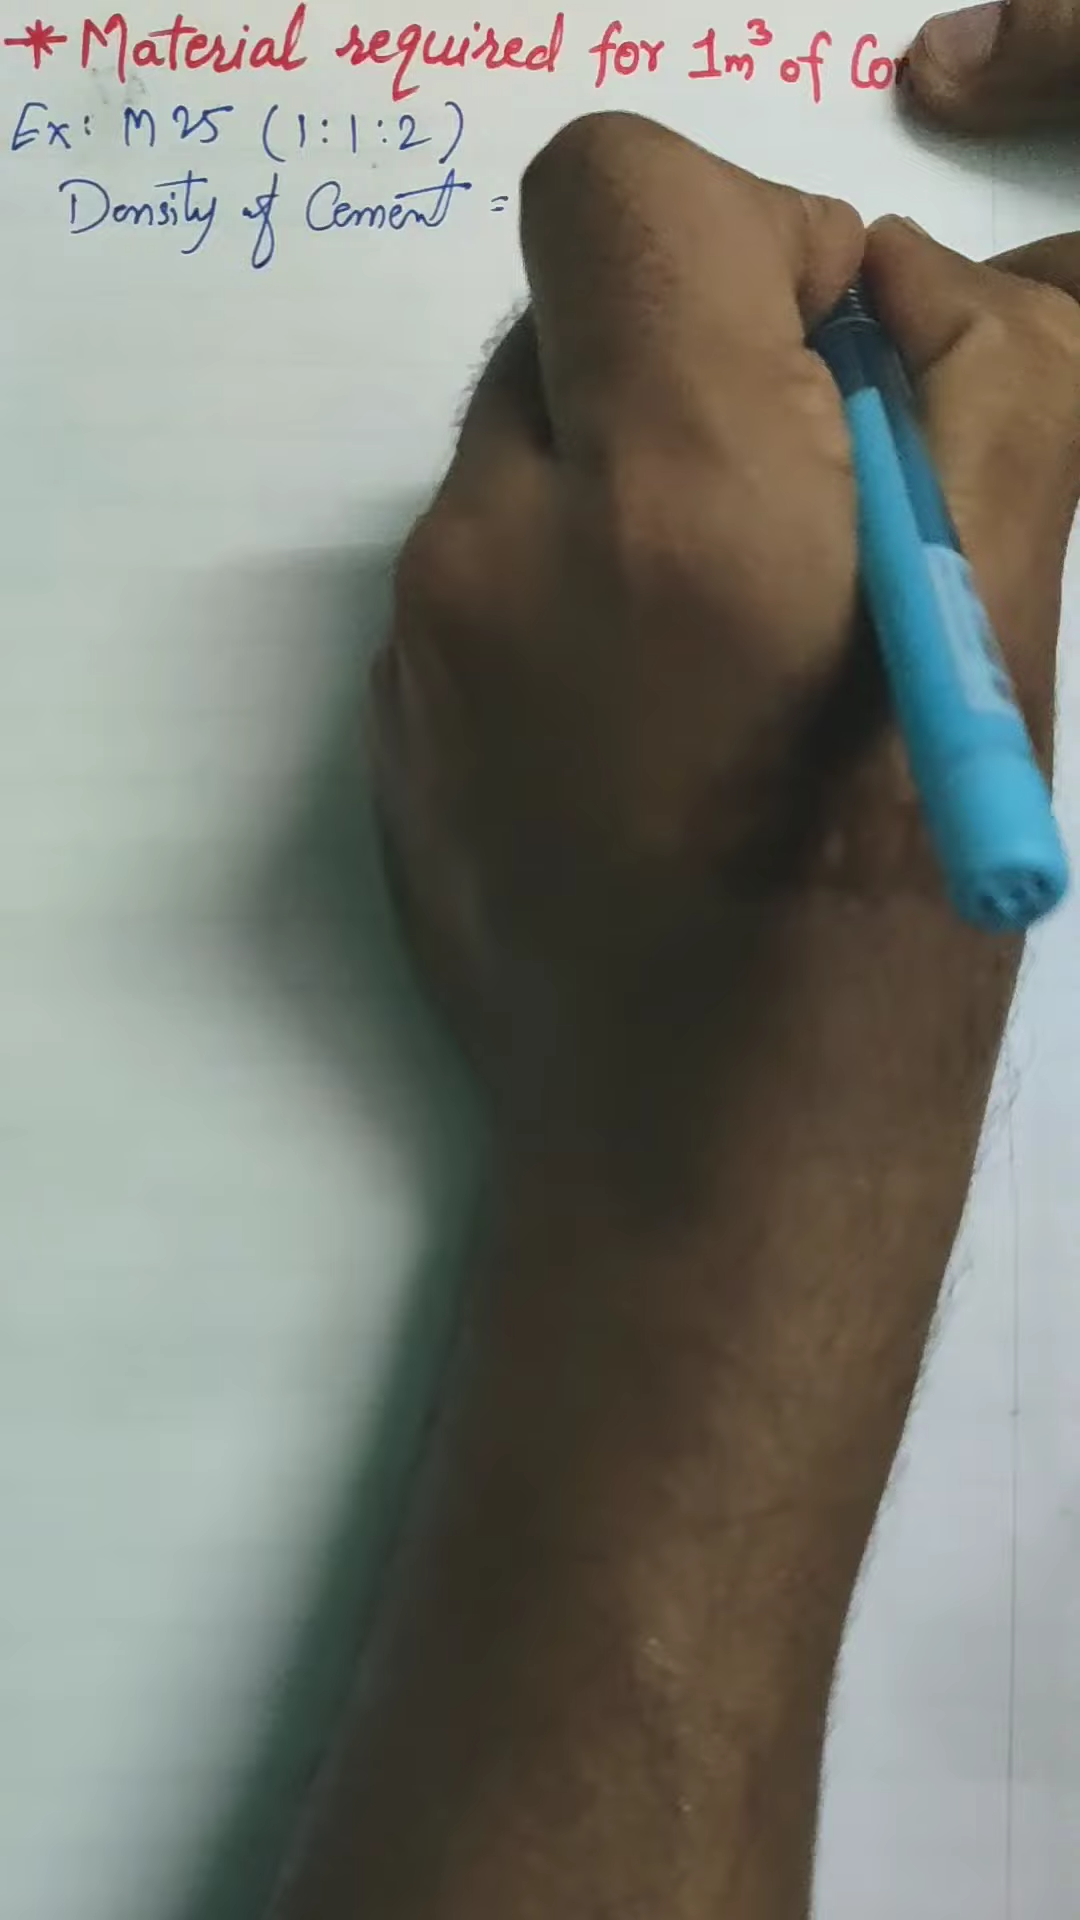 * Material required for 1m³ of Co
Ex: M25 (1:1:2)
Density of Cement =